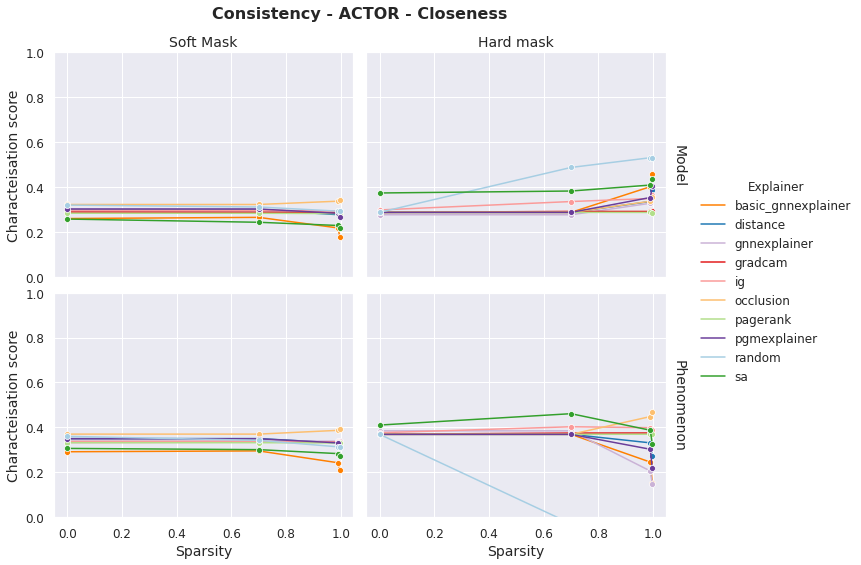 Consistency - ACTOR - Closeness
Soft Mask
Hard mask
1.0
0.8
0.6
0.4
0.2
0.0
Characteisation score
Model
1.0
0.8
0.6
0.4
0.2
0.0
Characteisation score
Phenomenon
0.0 0.2 0.4 0.6 0.8 1.0
Sparsity
0.0 0.2 0.4 0.6 0.8 1.0
Sparsity
Explainer
basic_gnnexplainer
distance
gnnexplainer
gradcam
ig
occlusion
pagerank
pgmexplainer
random
sa